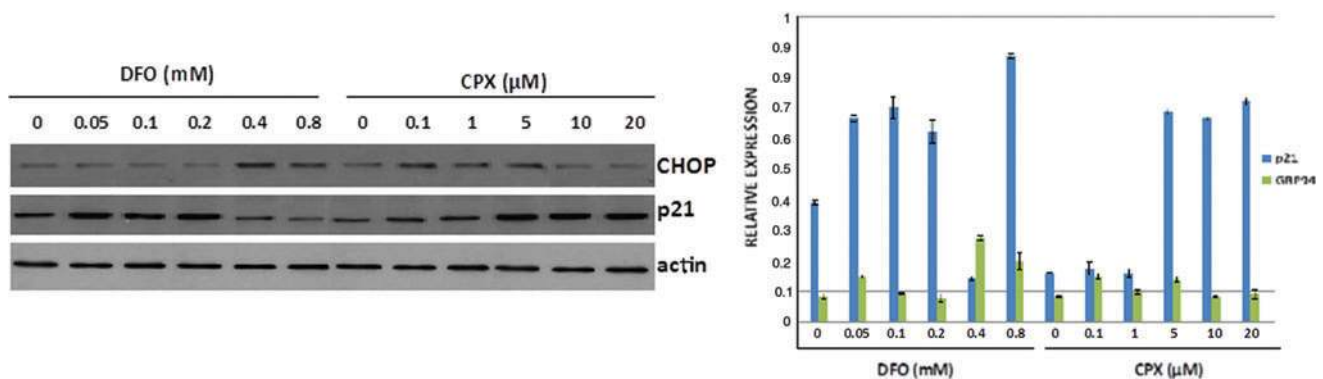 DFO (mM)
CPX (µM)
0 0.05 0.1 0.2 0.4 0.8 0 0.1 1 5 10 20
CHOP
p21
actin
RELATIVE EXPRESSION
1
0.9
0.8
0.7
0.6
0.5
0.4
0.3
0.2
0.1
0
0 0.05 0.1 0.2 0.4 0.8 0 0.1 1 5 10 20
DFO (mM) CPX (µM)
p21
GRP94